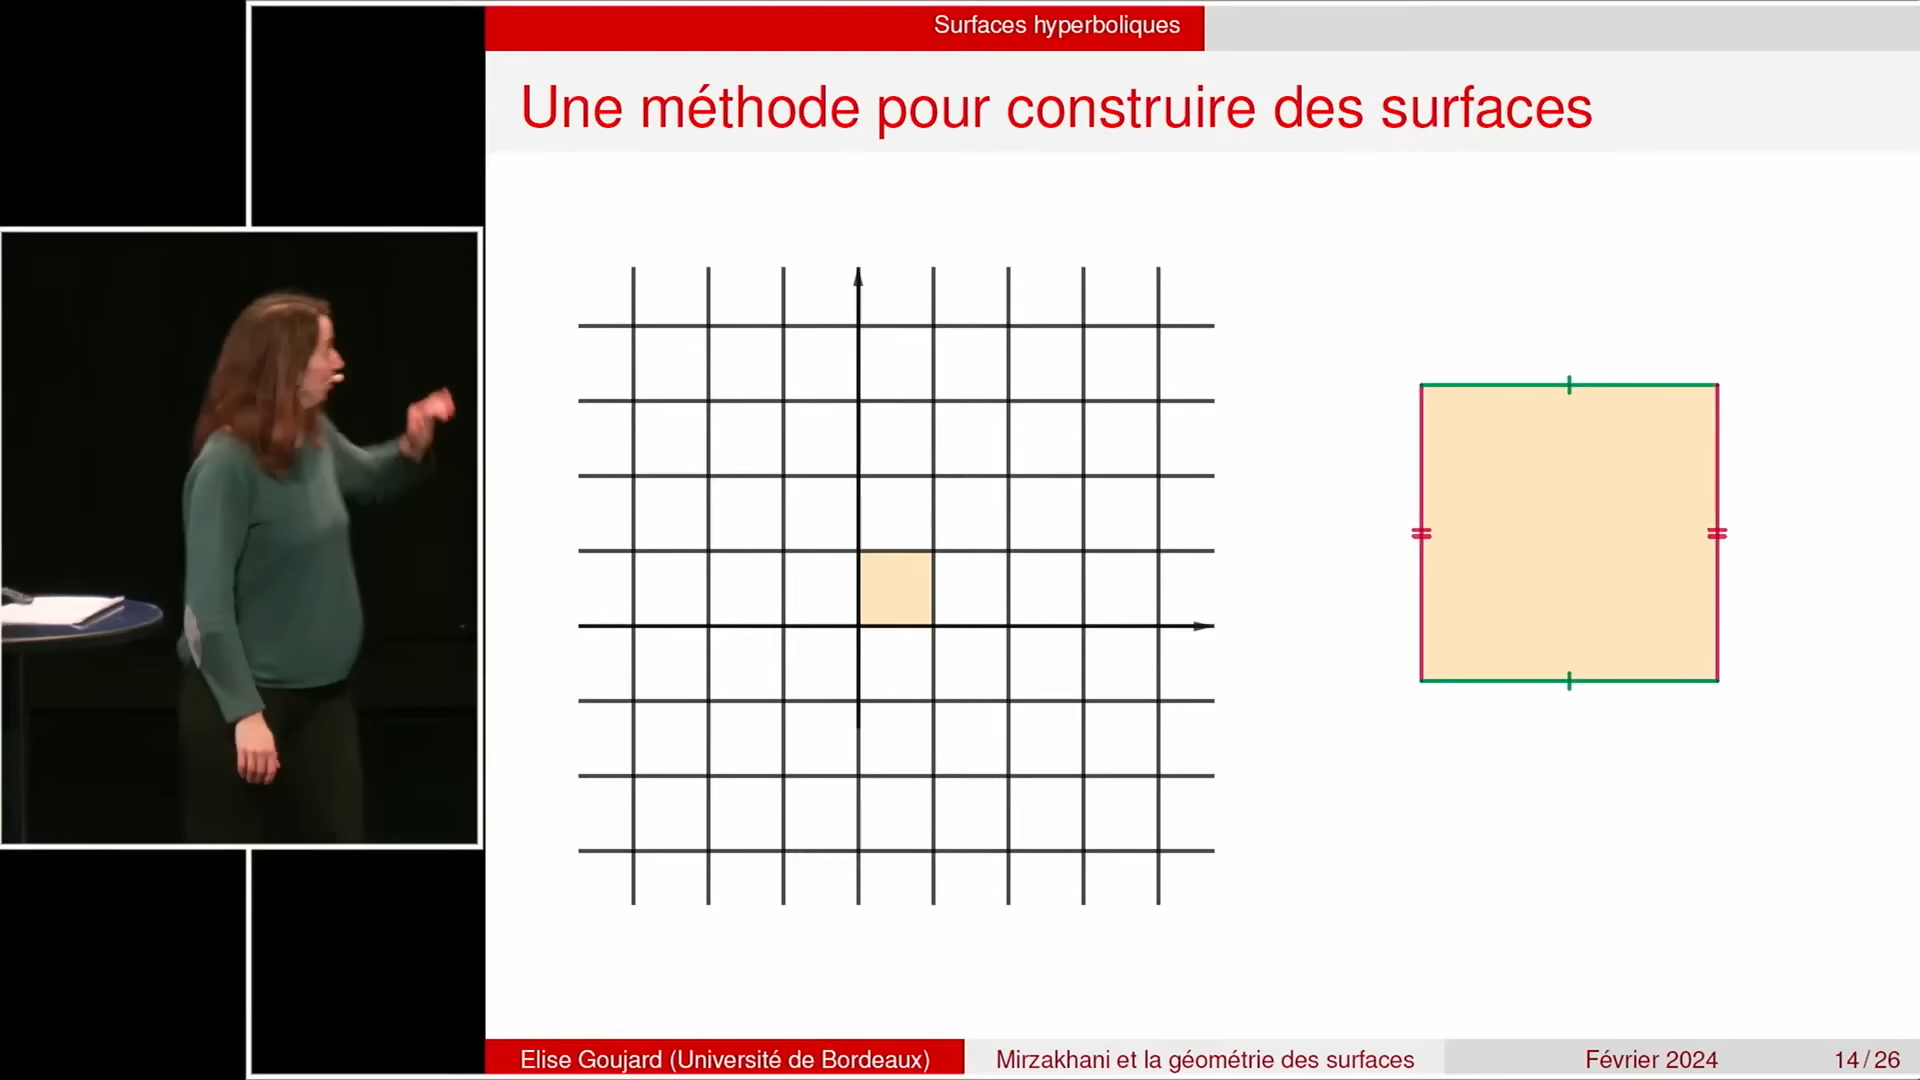 Surfaces hyperboliques
Une méthode pour construire des surfaces
Elise Goujard (Université de Bordeaux)
Mirzakhani et la géométrie des surfaces
Février 2024
14 / 26